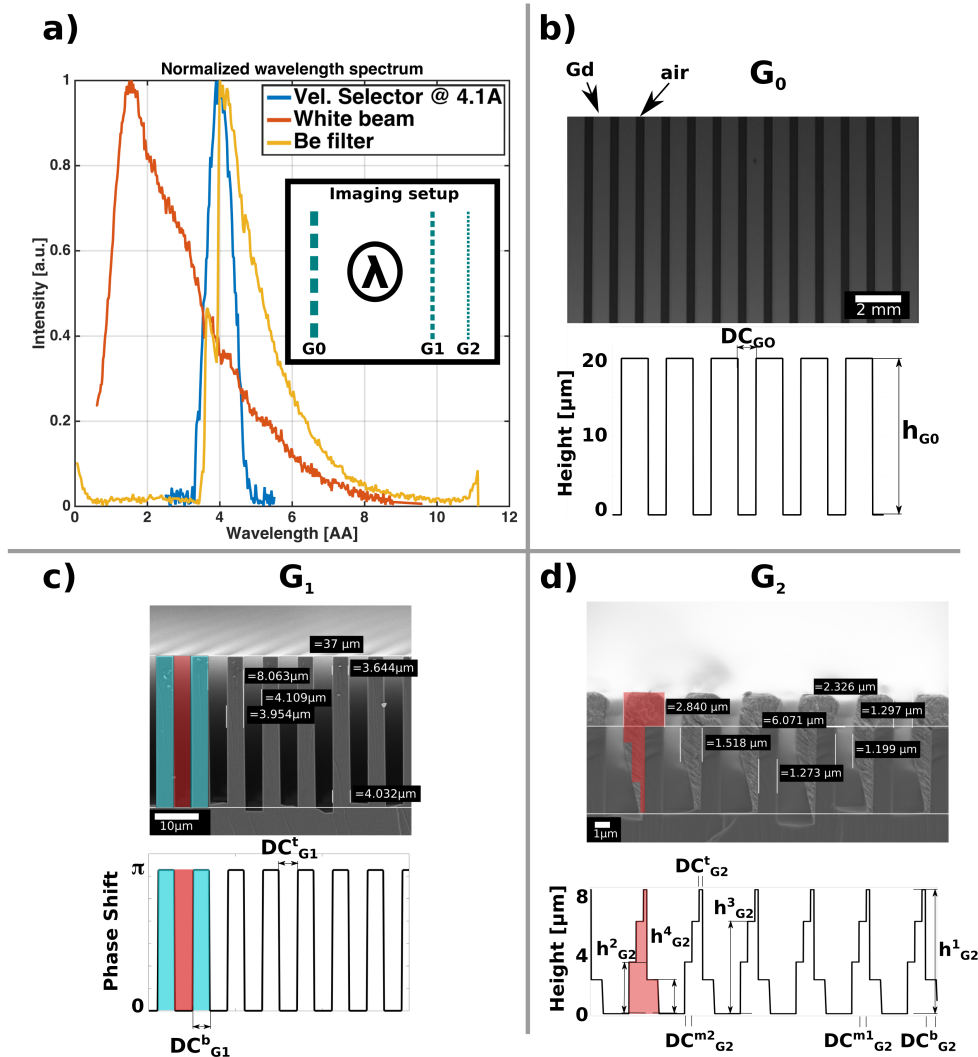 a)
Normalized wavelength spectrum
Vel. Selector @ 4.1A
White beam
Be filter
Imaging setup
λ
G0 G1 G2
Intensity [a.u.]
1
0.8
0.6
0.4
0.2
0
0 2 4 6 8 10 12
Wavelength [AA]
b)
G0
Gd
air
2 mm
DCGO
Height [µm]
20
10
0
hG0
c)
G1
=37 µm
=3.644µm
=8.063µm
=4.109µm
=3.954µm
=4.032µm
10µm
DCtG1
Phase Shift
π
0
DCbG1
d)
G2
=2.326 µm
=2.840 µm
=1.297 µm
=6.071 µm
=1.518 µm
=1.199 µm
=1.273 µm
1µm
DCtG2
Height [µm]
8
4
0
h2G2
h4G2
h3G2
h1G2
DCm2G2
DCm1G2
DCbG2